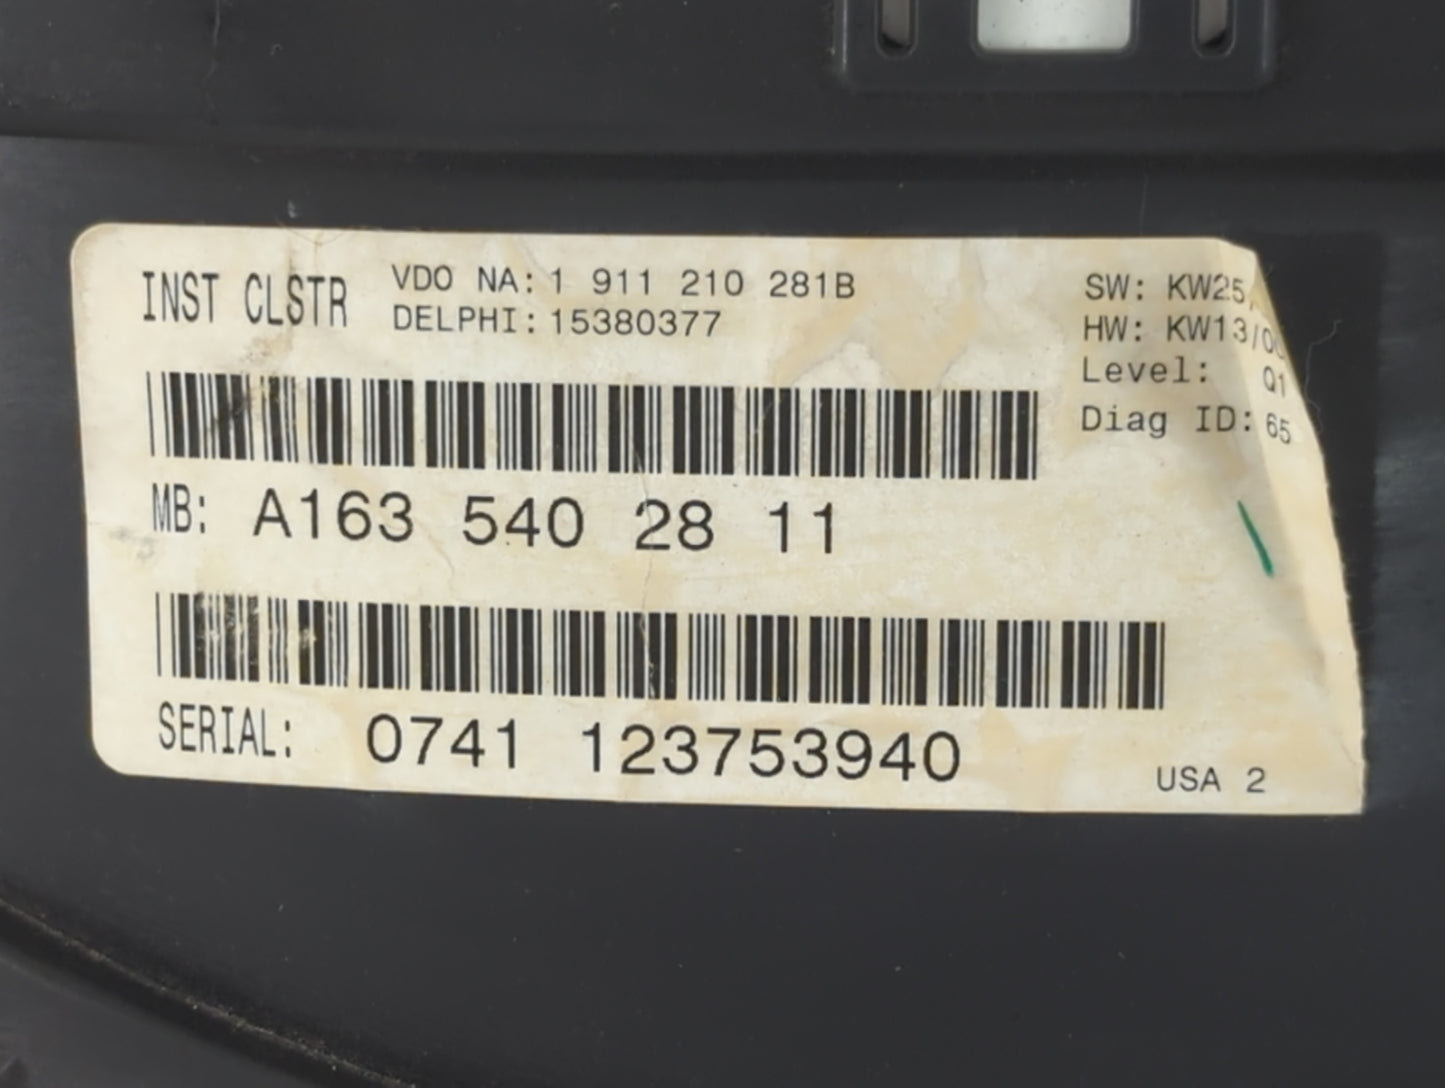 INST CLSTR
VDO NA: 1 911 210 281B
DELPHI: 15380377
SW: KW25/
HW: KW13/0
Level: Q1
Diag ID: 65
MB: A163 540 28 11
SERIAL: 0741 123753940
USA 2